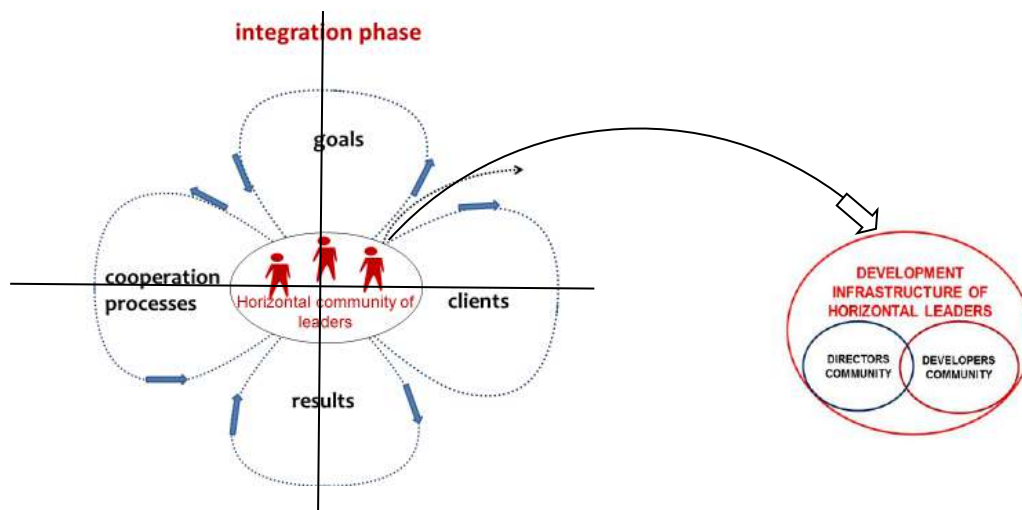 integration phase
goals
cooperation
processes
clients
Horizontal community of
leaders
results
DEVELOPMENT
INFRASTRUCTURE OF
HORIZONTAL LEADERS
DIRECTORS
COMMUNITY
DEVELOPERS
COMMUNITY